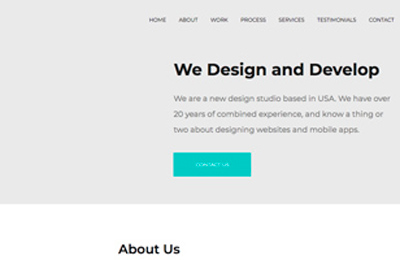 HOME ABOUT WORK PROCESS SERVICES TESTIMONIALS CONTACT
We Design and Develop
We are a new design studio based in USA. We have over
20 years of combined experience, and know a thing or
two about designing websites and mobile apps.
CONTACT US
About Us